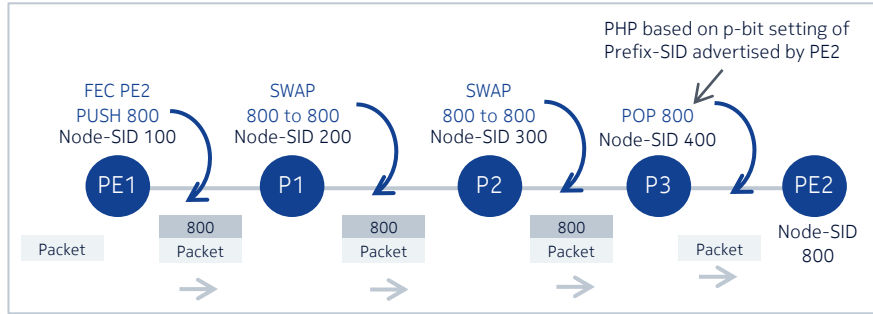 PHP based on p-bit setting of
Prefix-SID advertised by PE2
FEC PE2
PUSH 800
Node-SID 100
SWAP
800 to 800
Node-SID 200
SWAP
800 to 800
Node-SID 300
POP 800
Node-SID 400
PE1
P1
P2
P3
PE2
Node-SID
800
800
800
800
Packet
Packet
Packet
Packet
Packet